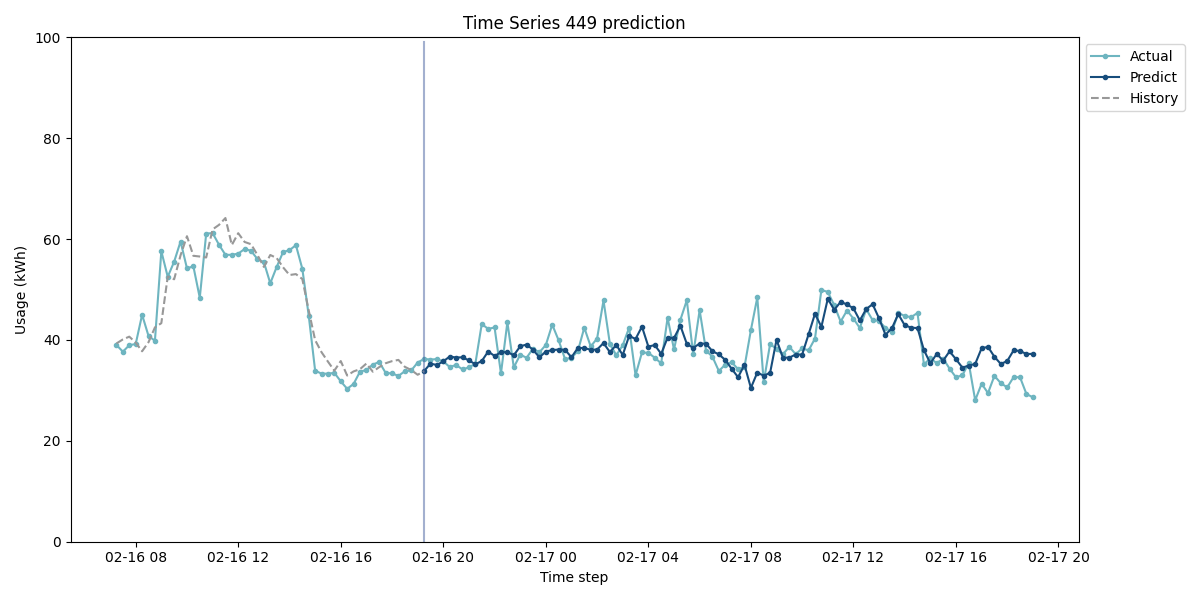 Time Series 449 prediction
100
80
60
40
20
0
Usage (kWh)
02-16 08
02-16 12
02-16 16
02-16 20
02-17 00
02-17 04
02-17 08
02-17 12
02-17 16
02-17 20
Time step
Actual
Predict
History